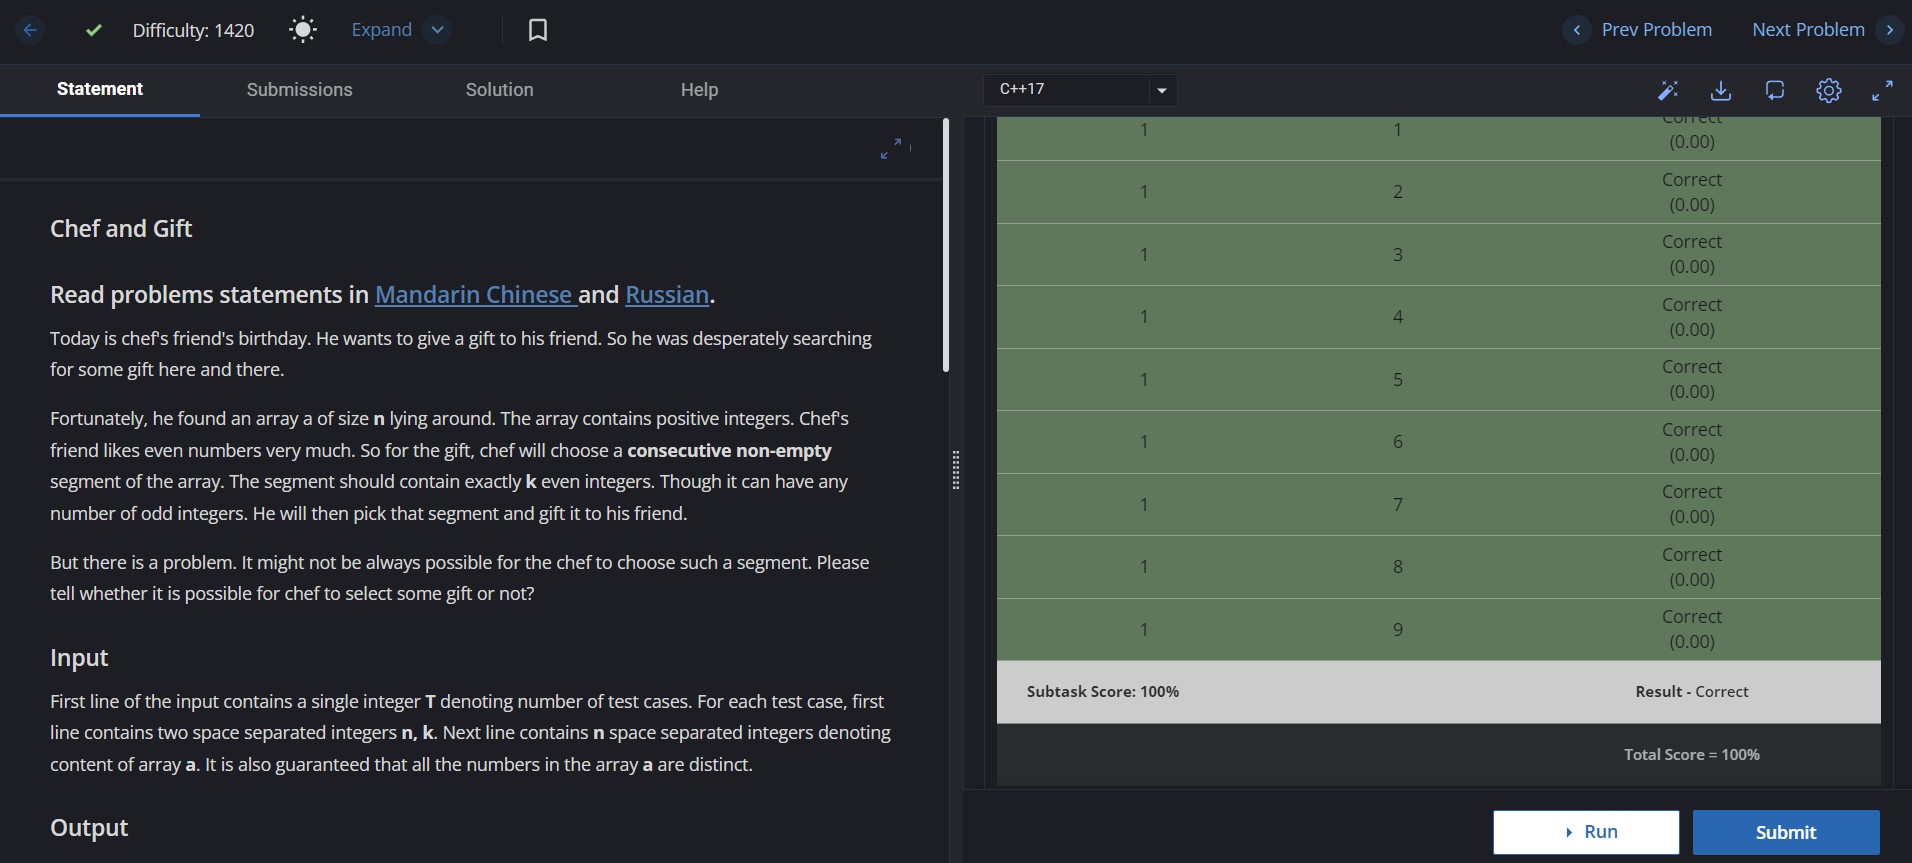 Difficulty: 1420
Expand
Prev Problem
Next Problem
Statement
Submissions
Solution
Help
C++17
Chef and Gift
Read problems statements in Mandarin Chinese and Russian.
Today is chef's friend's birthday. He wants to give a gift to his friend. So he was desperately searching
for some gift here and there.
Fortunately, he found an array a of size n lying around. The array contains positive integers. Chef's
friend likes even numbers very much. So for the gift, chef will choose a consecutive non-empty
segment of the array. The segment should contain exactly k even integers. Though it can have any
number of odd integers. He will then pick that segment and gift it to his friend.
But there is a problem. It might not be always possible for the chef to choose such a segment. Please
tell whether it is possible for chef to select some gift or not?
Input
First line of the input contains a single integer T denoting number of test cases. For each test case, first
line contains two space separated integers n, k. Next line contains n space separated integers denoting
content of array a. It is also guaranteed that all the numbers in the array a are distinct.
Output
1 1 Correct
(0.00)
1 2 Correct
(0.00)
1 3 Correct
(0.00)
1 4 Correct
(0.00)
1 5 Correct
(0.00)
1 6 Correct
(0.00)
1 7 Correct
(0.00)
1 8 Correct
(0.00)
1 9 Correct
(0.00)
Subtask Score: 100% Result - Correct
Total Score = 100%
Run
Submit